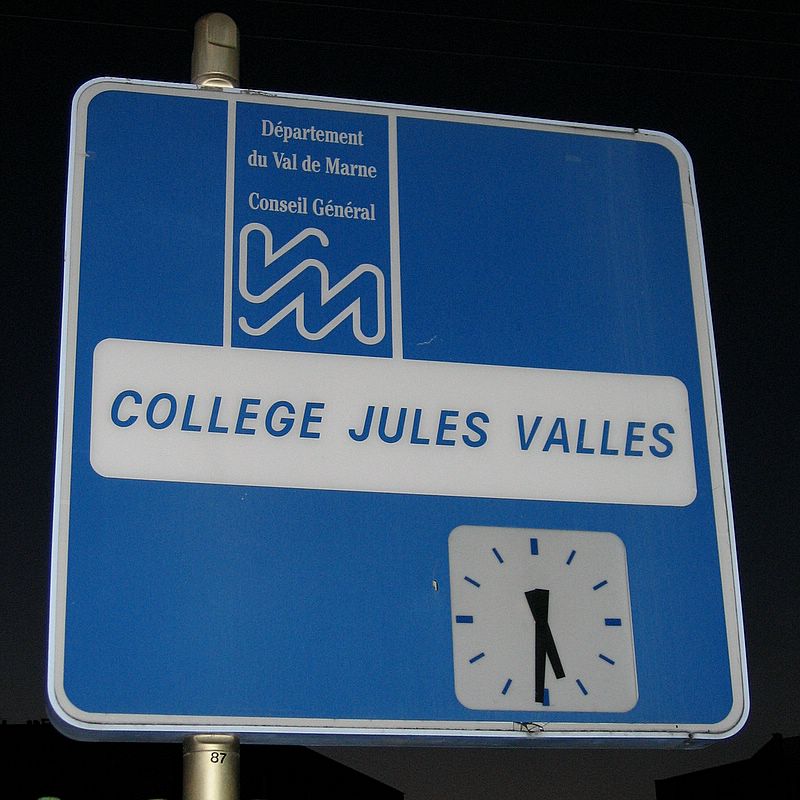 Département
du Val de Marne
Conseil Général
VM
COLLEGE JULES VALLES
87